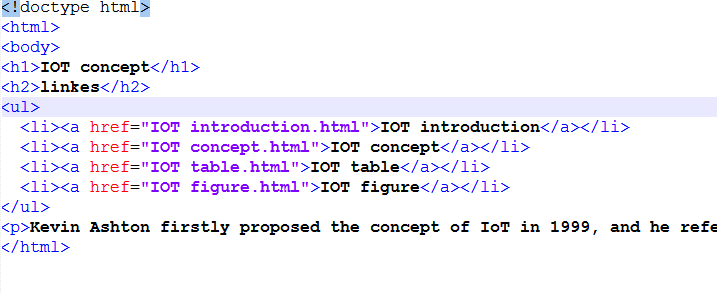 <!doctype html>
<html>
<body>
<h1>IOT concept</h1>
<h2>linkes</h2>
<ul>
  <li><a href="IOT introduction.html">IOT introduction</a></li>
  <li><a href="IOT concept.html">IOT concept</a></li>
  <li><a href="IOT table.html">IOT table</a></li>
  <li><a href="IOT figure.html">IOT figure</a></li>
</ul>
<p>Kevin Ashton firstly proposed the concept of IoT in 1999, and he refe
</html>